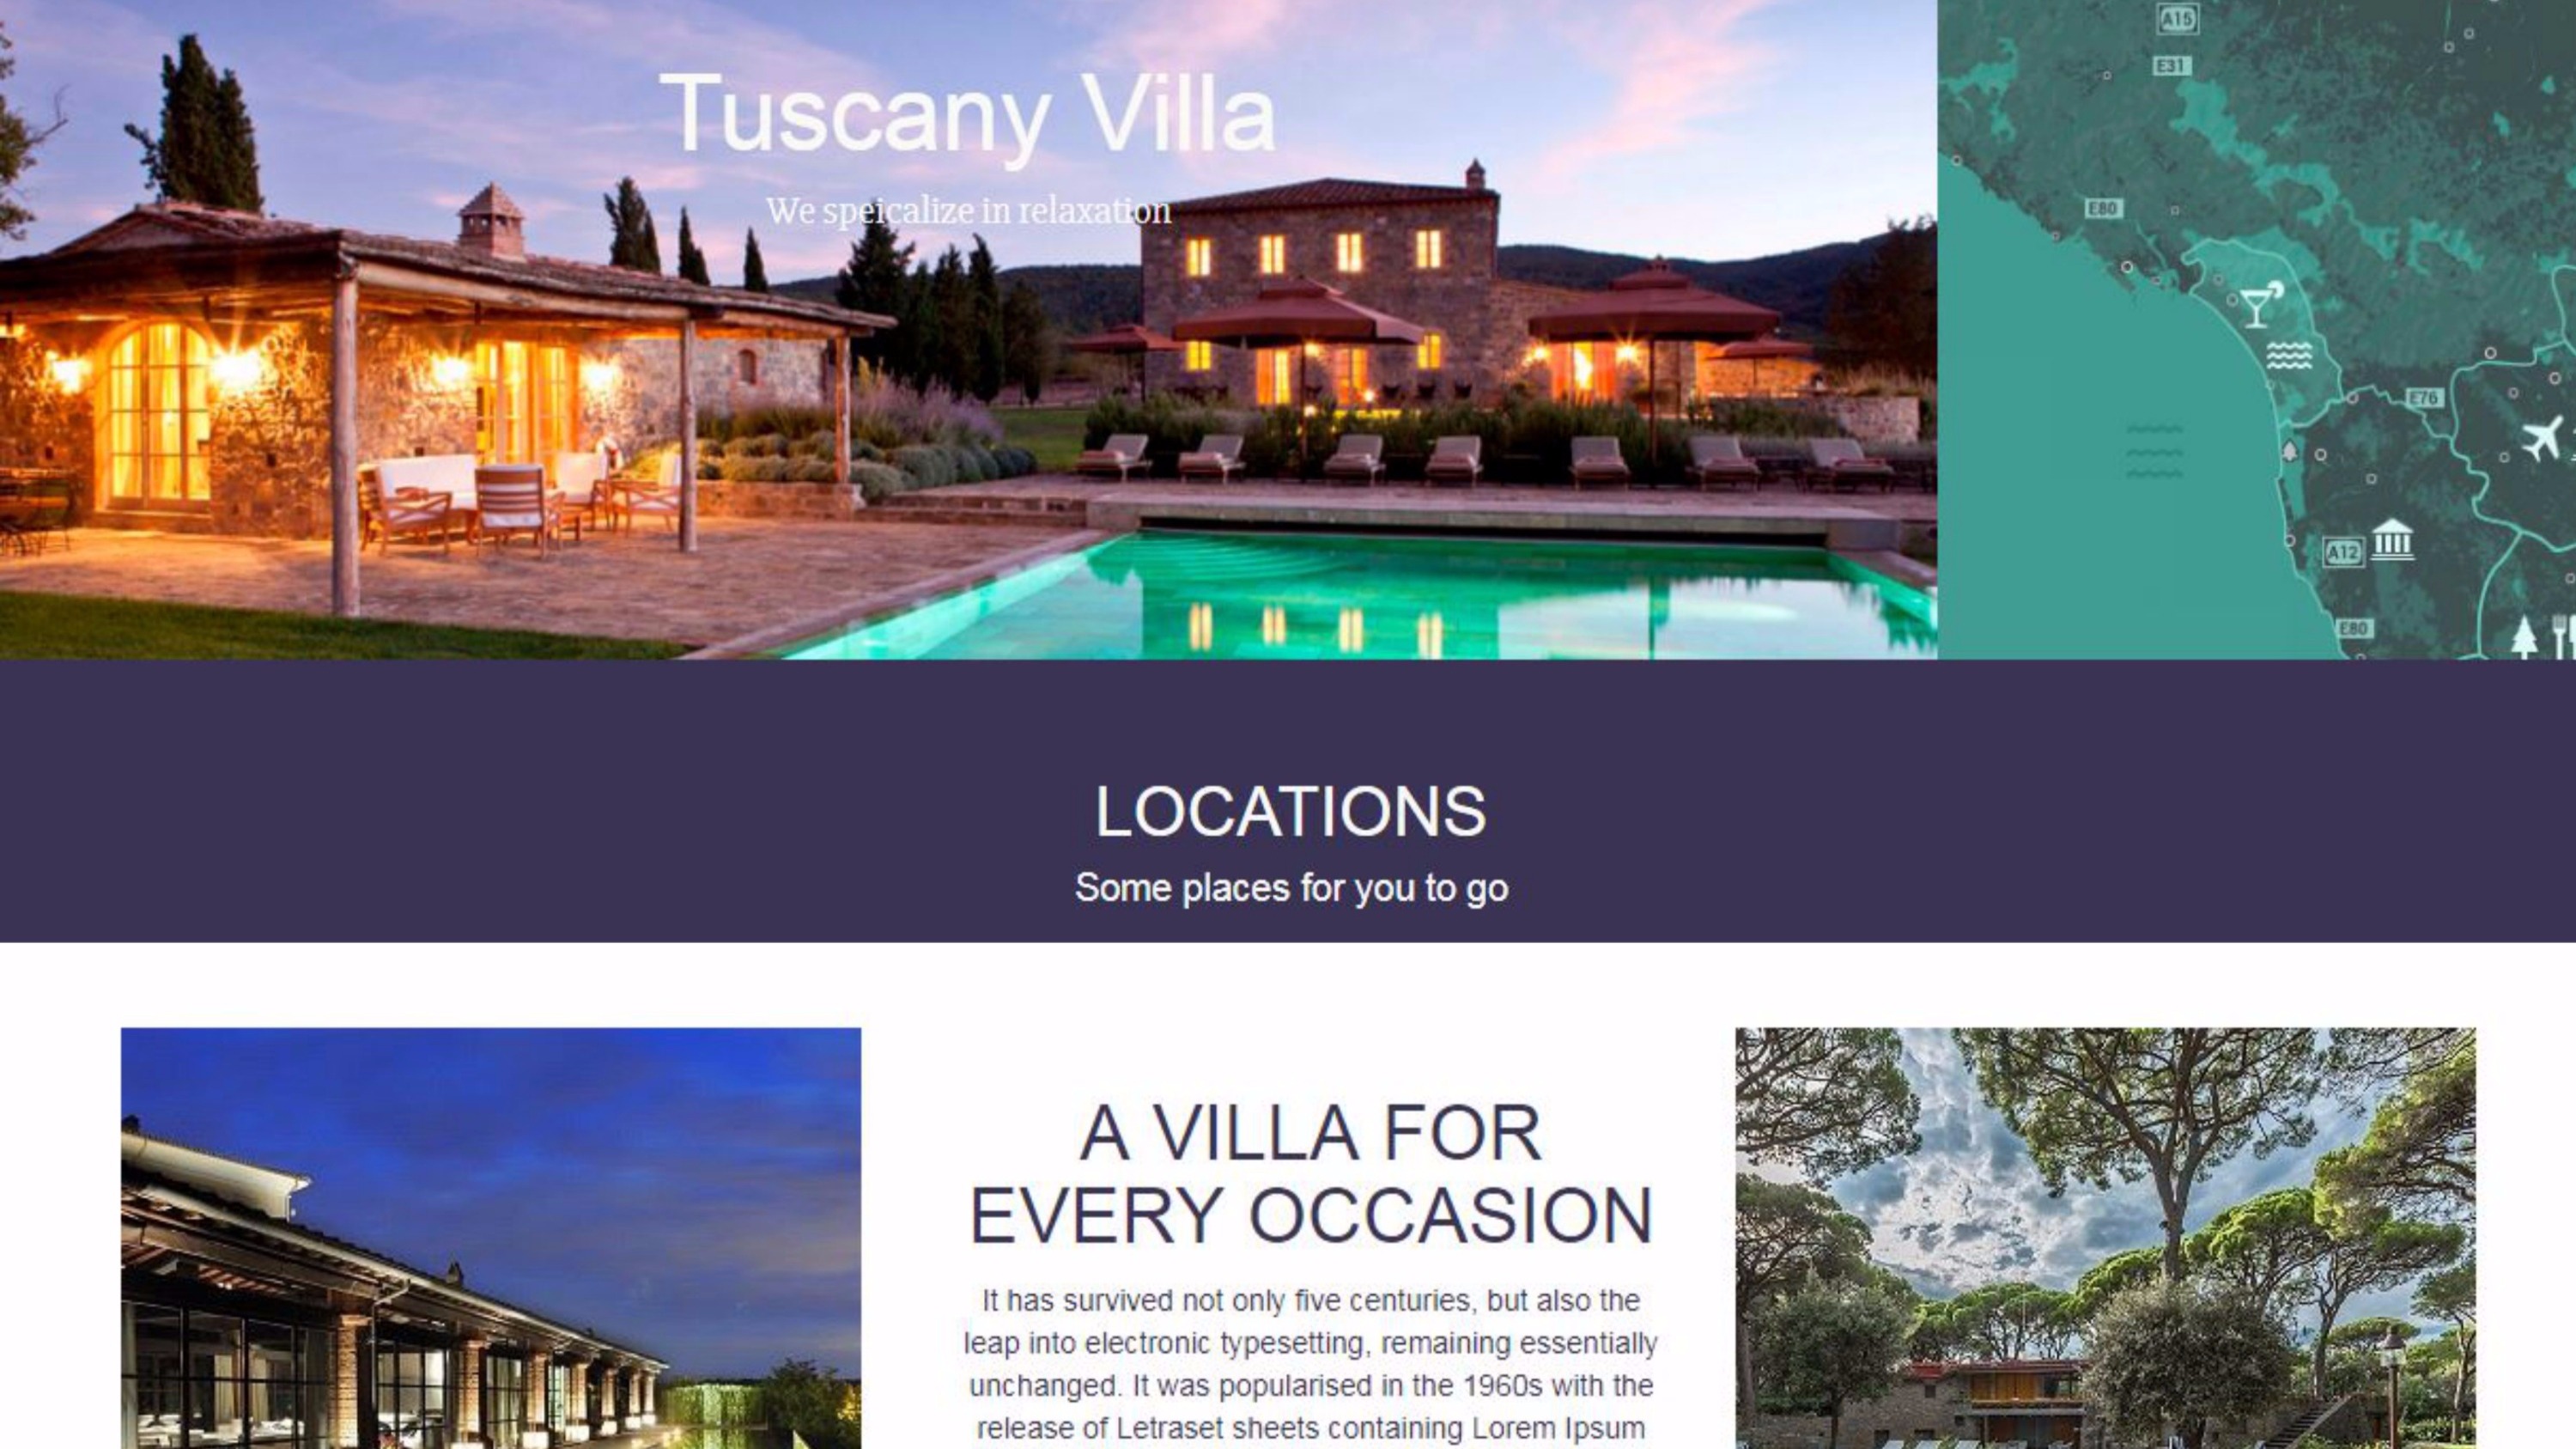 Tuscany Villa
We speicalize in relaxation
A15
E31
E80
E76
A12
E80
LOCATIONS
Some places for you to go
A VILLA FOR
EVERY OCCASION
It has survived not only five centuries, but also the
leap into electronic typesetting, remaining essentially
unchanged. It was popularised in the 1960s with the
release of Letraset sheets containing Lorem Ipsum